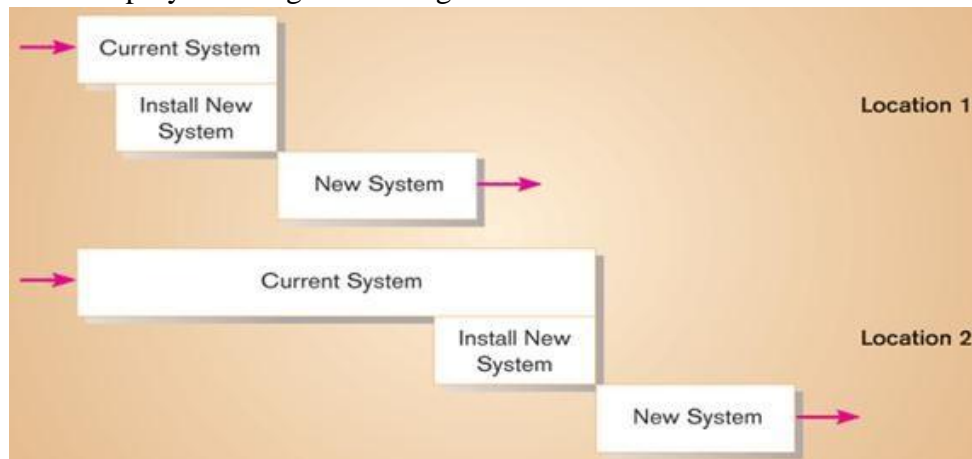 Current System
Install New
System
Location 1
New System
Current System
Install New
System
Location 2
New System